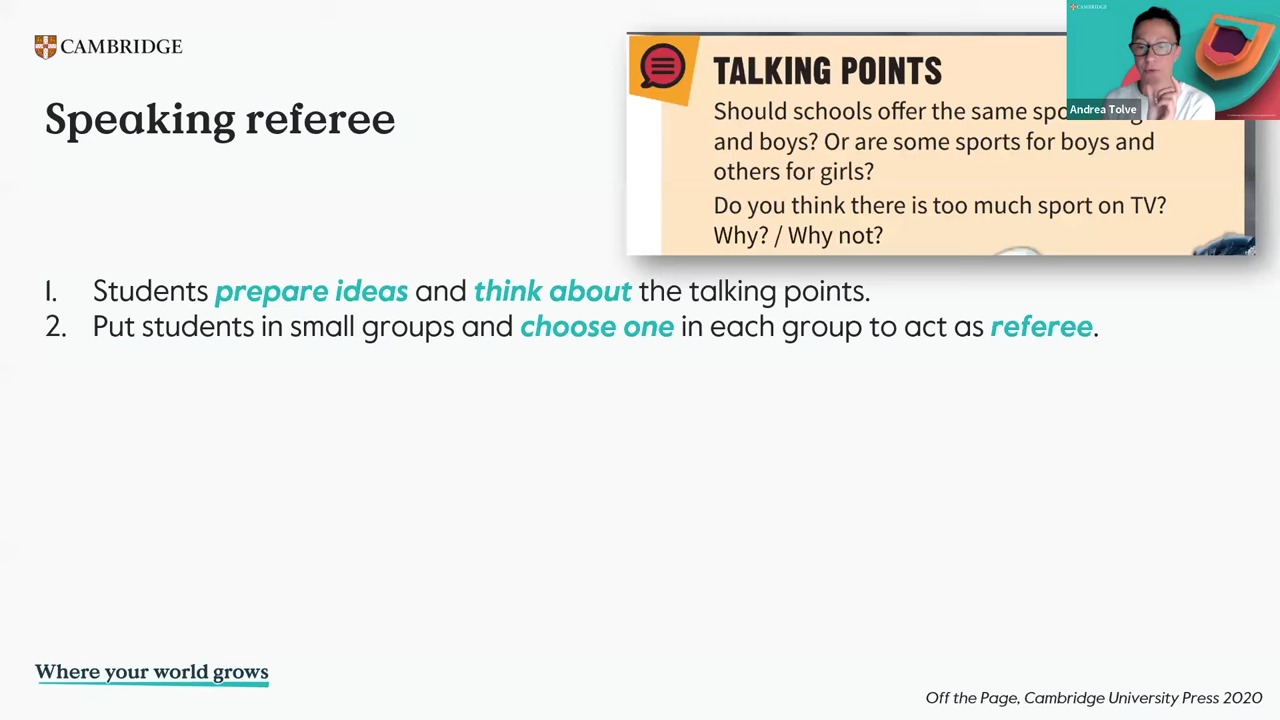 CAMBRIDGE
Speaking referee
TALKING POINTS
Should schools offer the same
and boys? Or are some sports for boys and
others for girls?
Do you think there is too much sport on TV?
Why? / Why not?
CAMBRIDGE
Andrea Tolve
1. Students prepare ideas and think about the talking points.
2. Put students in small groups and choose one in each group to act as referee.
Where your world grows
Off the Page, Cambridge University Press 2020